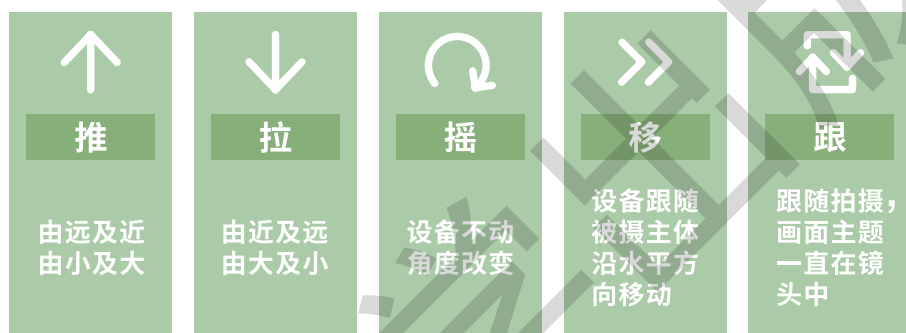 推
由远及近
由小及大
拉
由近及远
由大及小
摇
设备不动
角度改变
移
设备跟随
被摄主体
沿水平方
向移动
跟
跟随拍摄，
画面主题
一直在镜
头中